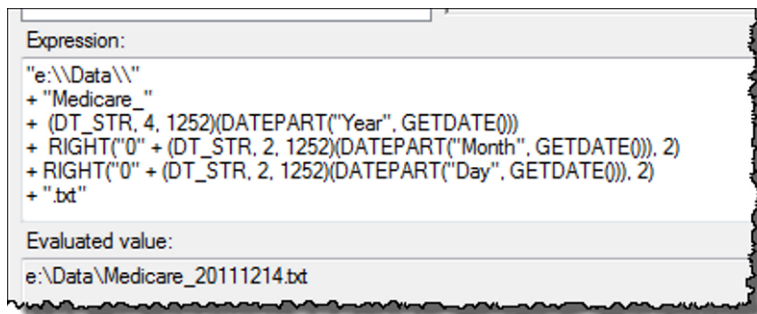 Expression:
"e:\\Data\\"
+ "Medicare_"
+  (DT_STR, 4, 1252)(DATEPART("Year", GETDATE()))
+  RIGHT("0" + (DT_STR, 2, 1252)(DATEPART("Month", GETDATE())), 2)
+ RIGHT("0" + (DT_STR, 2, 1252)(DATEPART("Day", GETDATE())), 2)
+ ".txt"
Evaluated value:
e:\Data\Medicare_20111214.txt